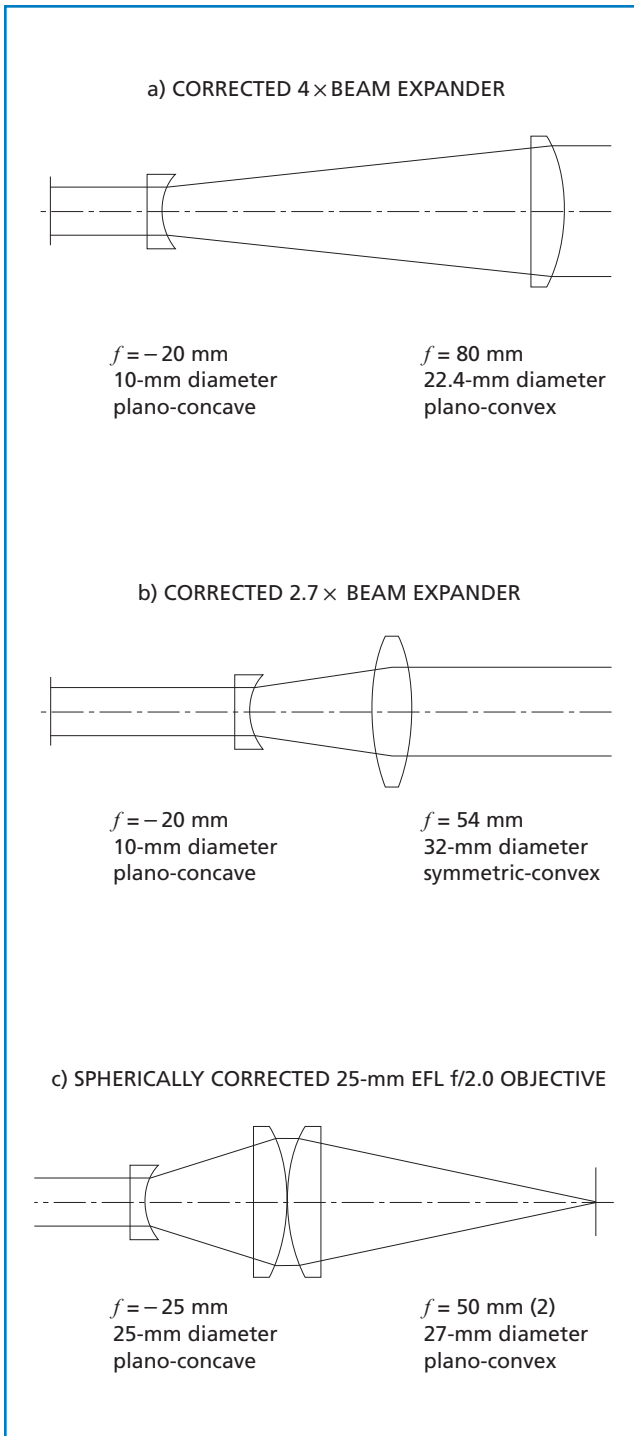 a) CORRECTED 4 × BEAM EXPANDER
f = − 20 mm
10-mm diameter
plano-concave
f = 80 mm
22.4-mm diameter
plano-convex
b) CORRECTED 2.7 × BEAM EXPANDER
f = − 20 mm
10-mm diameter
plano-concave
f = 54 mm
32-mm diameter
symmetric-convex
c) SPHERICALLY CORRECTED 25-mm EFL f/2.0 OBJECTIVE
f = − 25 mm
25-mm diameter
plano-concave
f = 50 mm (2)
27-mm diameter
plano-convex